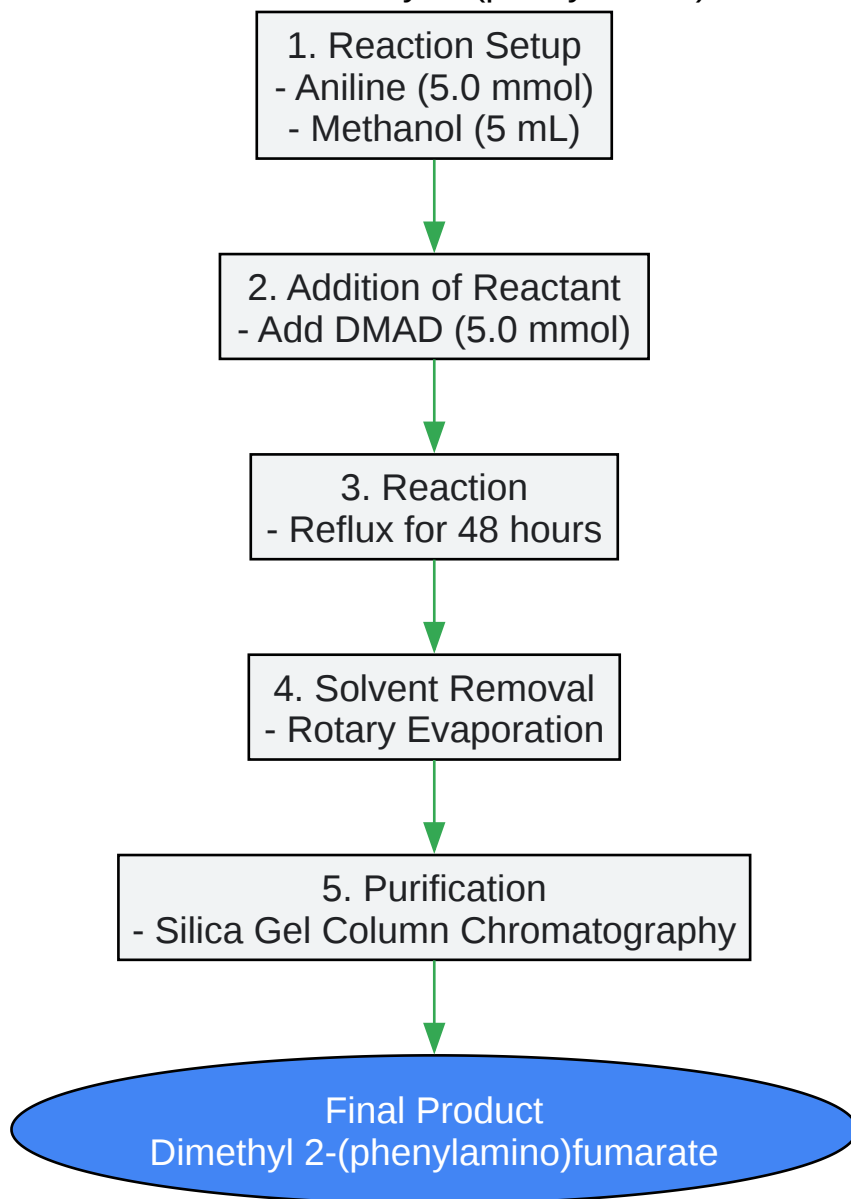 1. Reaction Setup
- Aniline (5.0 mmol)
- Methanol (5 mL)
2. Addition of Reactant
- Add DMAD (5.0 mmol)
3. Reaction
- Reflux for 48 hours
4. Solvent Removal
- Rotary Evaporation
5. Purification
- Silica Gel Column Chromatography
Final Product
Dimethyl 2-(phenylamino)fumarate